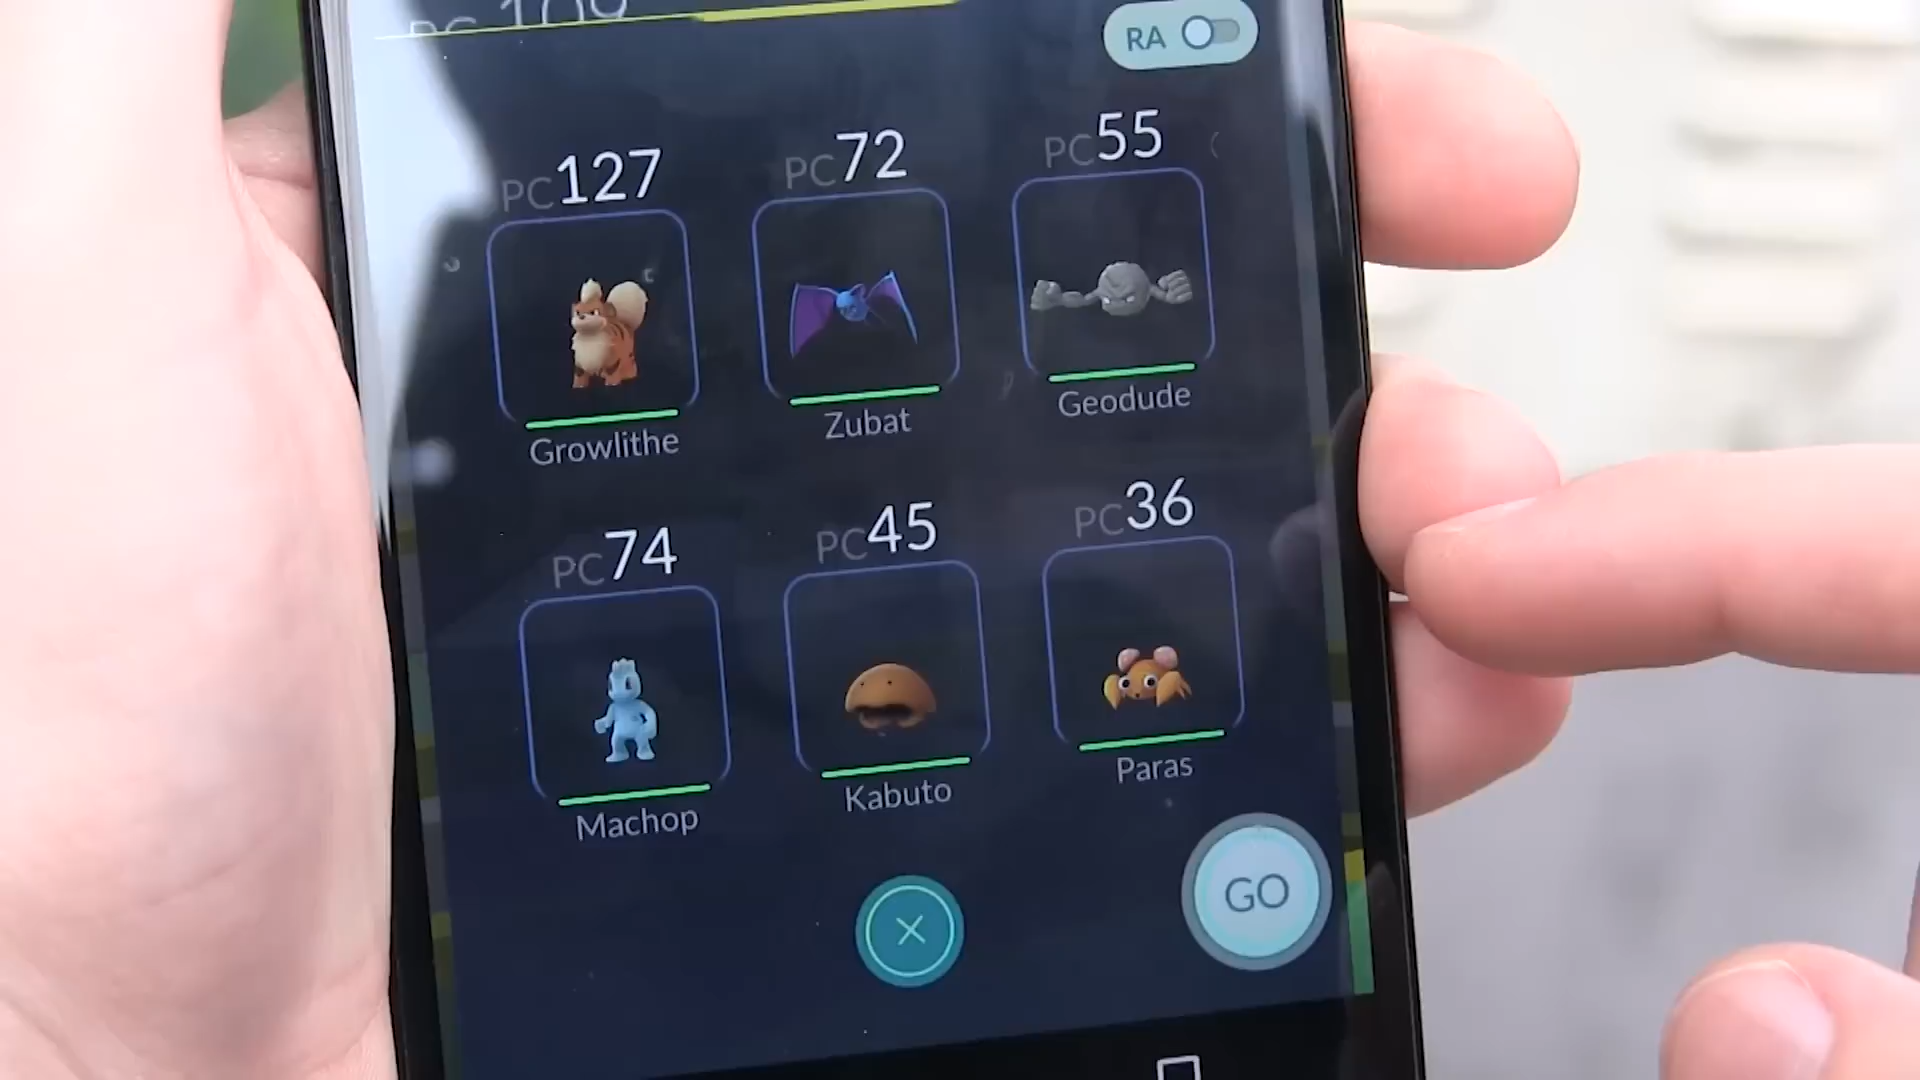 RA
PC127
PC72
PC55
Growlithe
Zubat
Geodude
PC74
PC45
PC36
Machop
Kabuto
Paras
GO